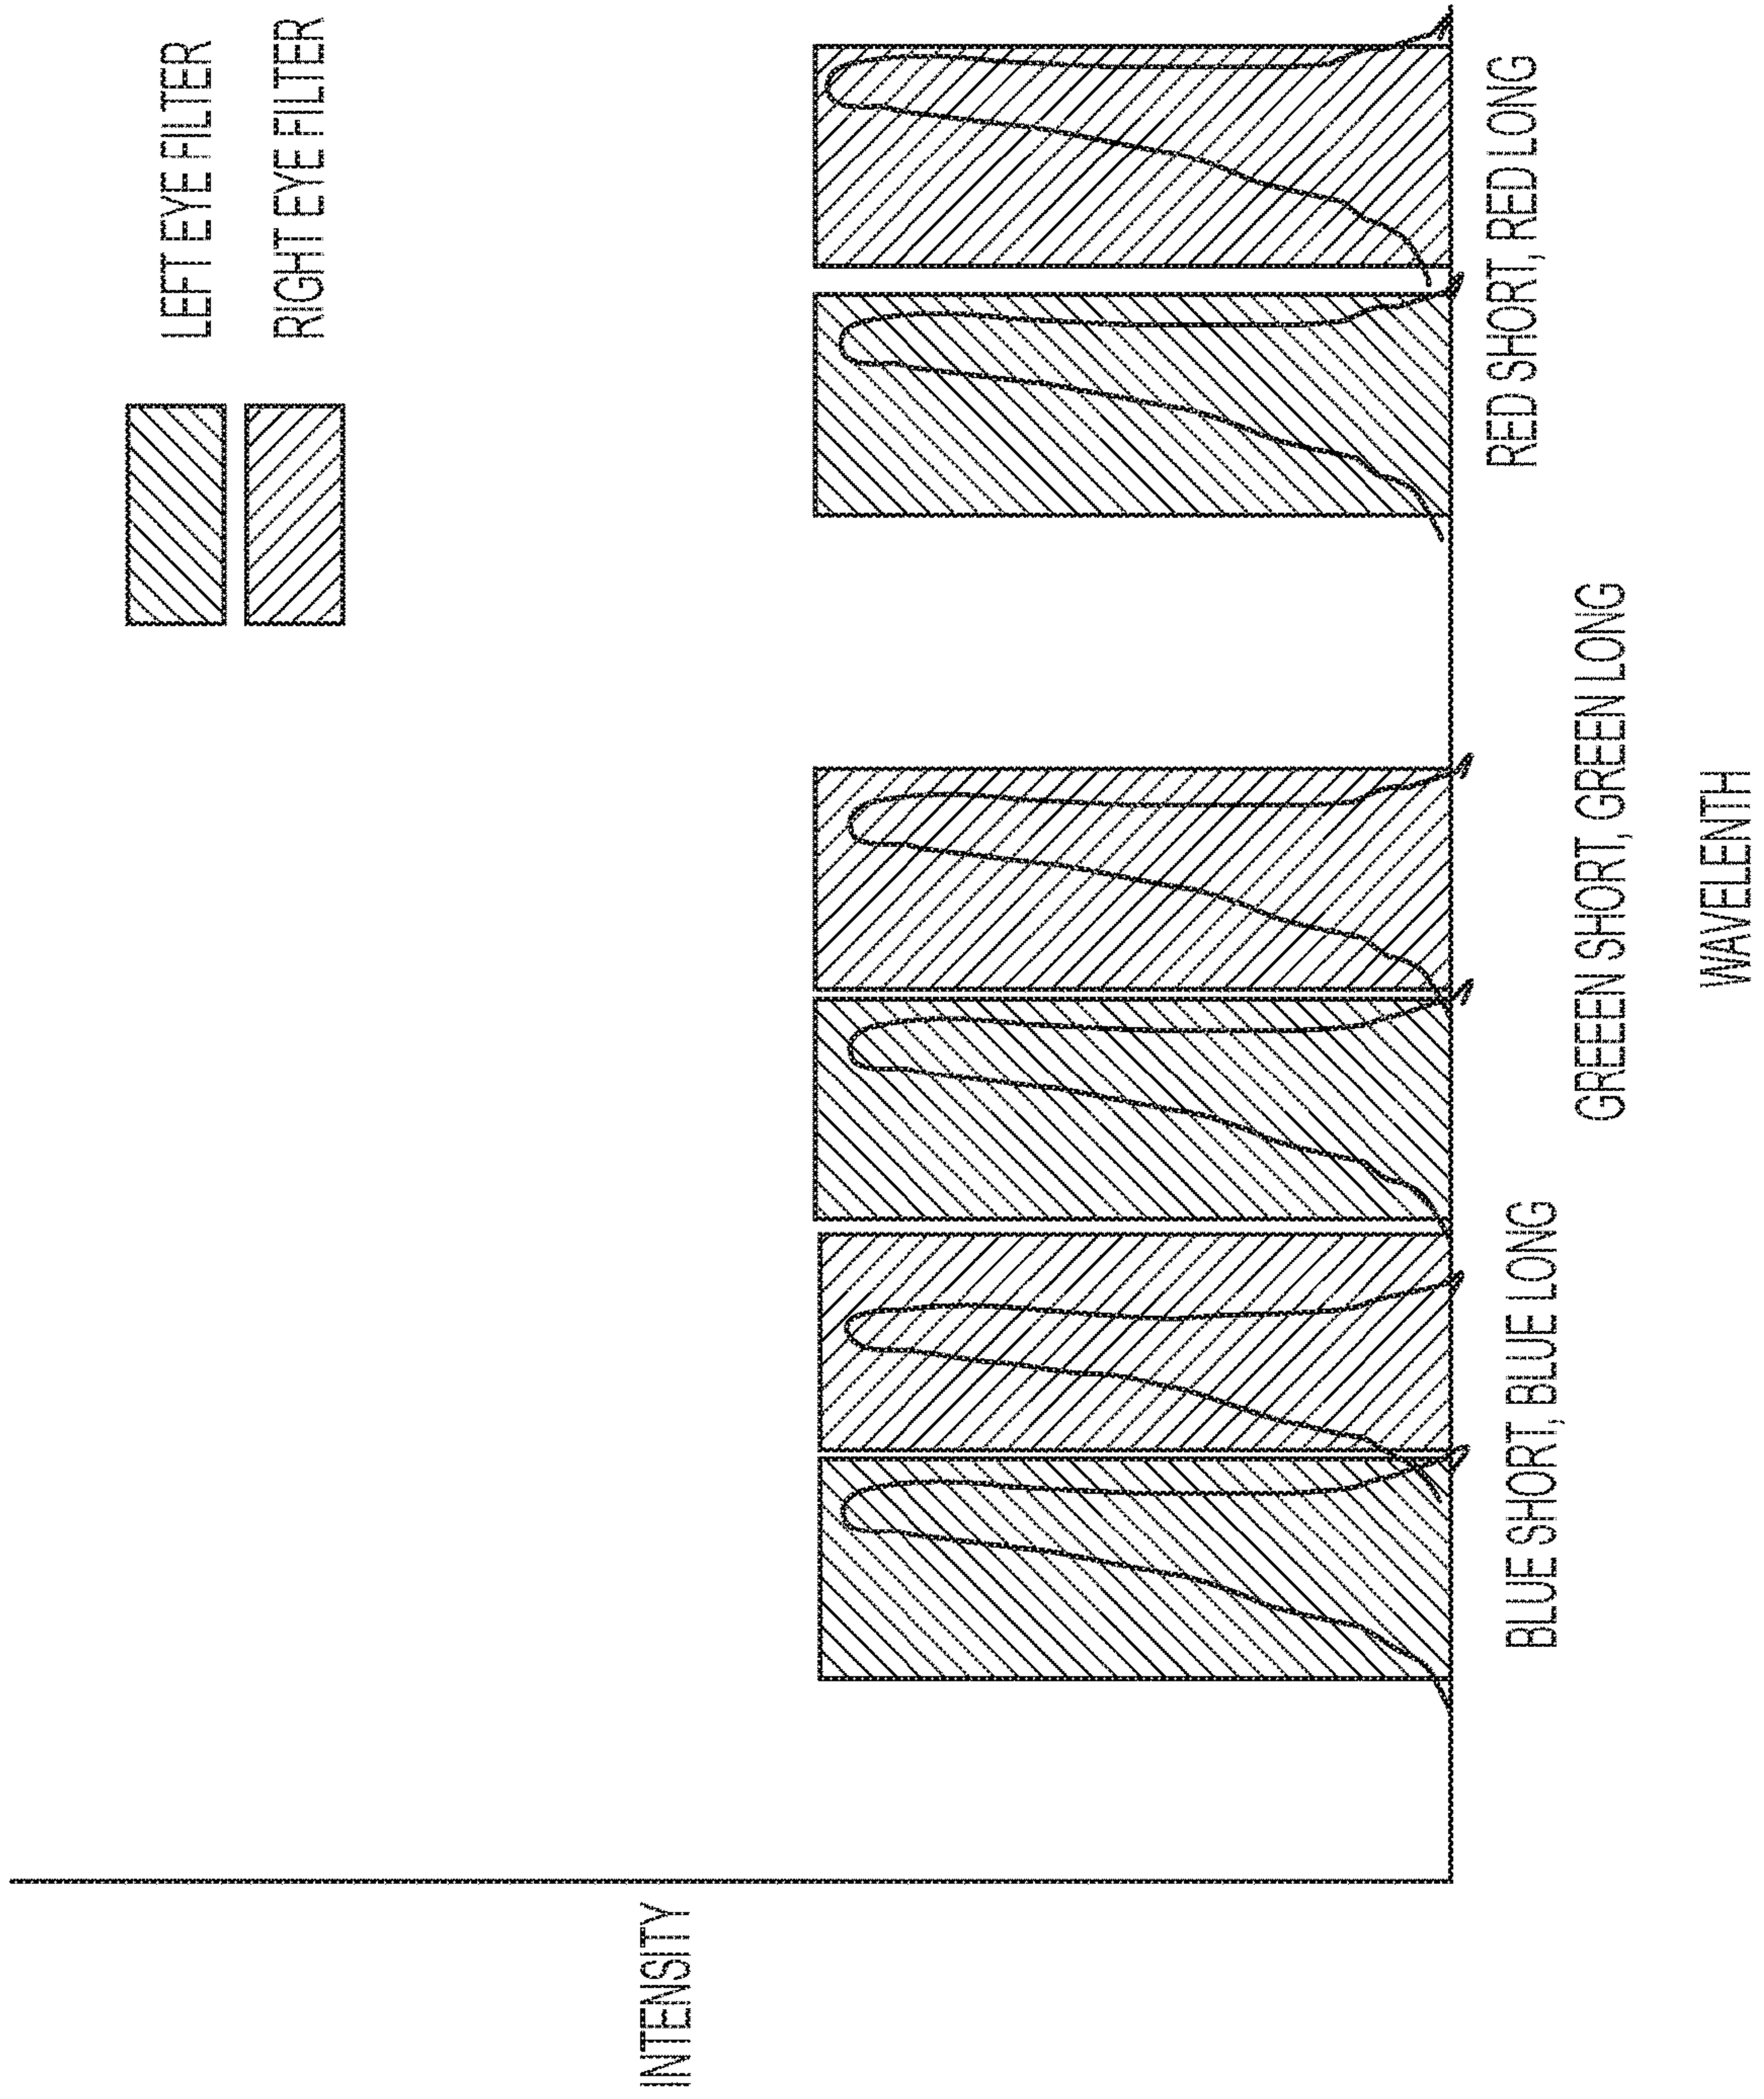 LEFT EYE FILTER
RIGHT EYE FILTER
INTENSITY
BLUE SHORT, BLUE LONG
GREEN SHORT, GREEN LONG
RED SHORT, RED LONG
WAVELENTH